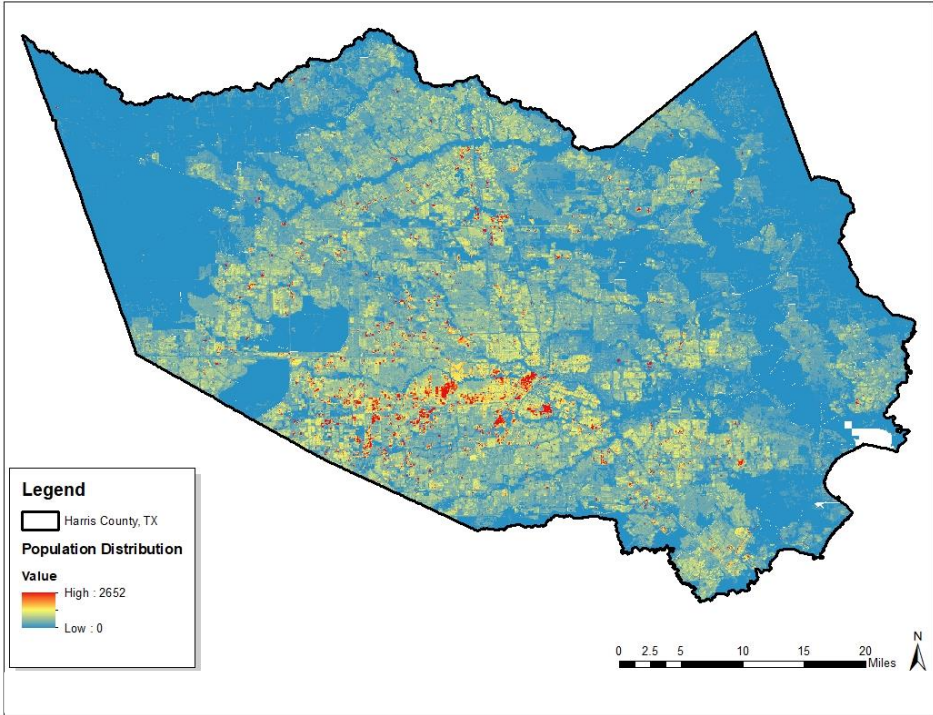 Legend
Harris County, TX
Population Distribution
Value
High : 2652
Low : 0
N
0 2.5 5 10 15 20
Miles